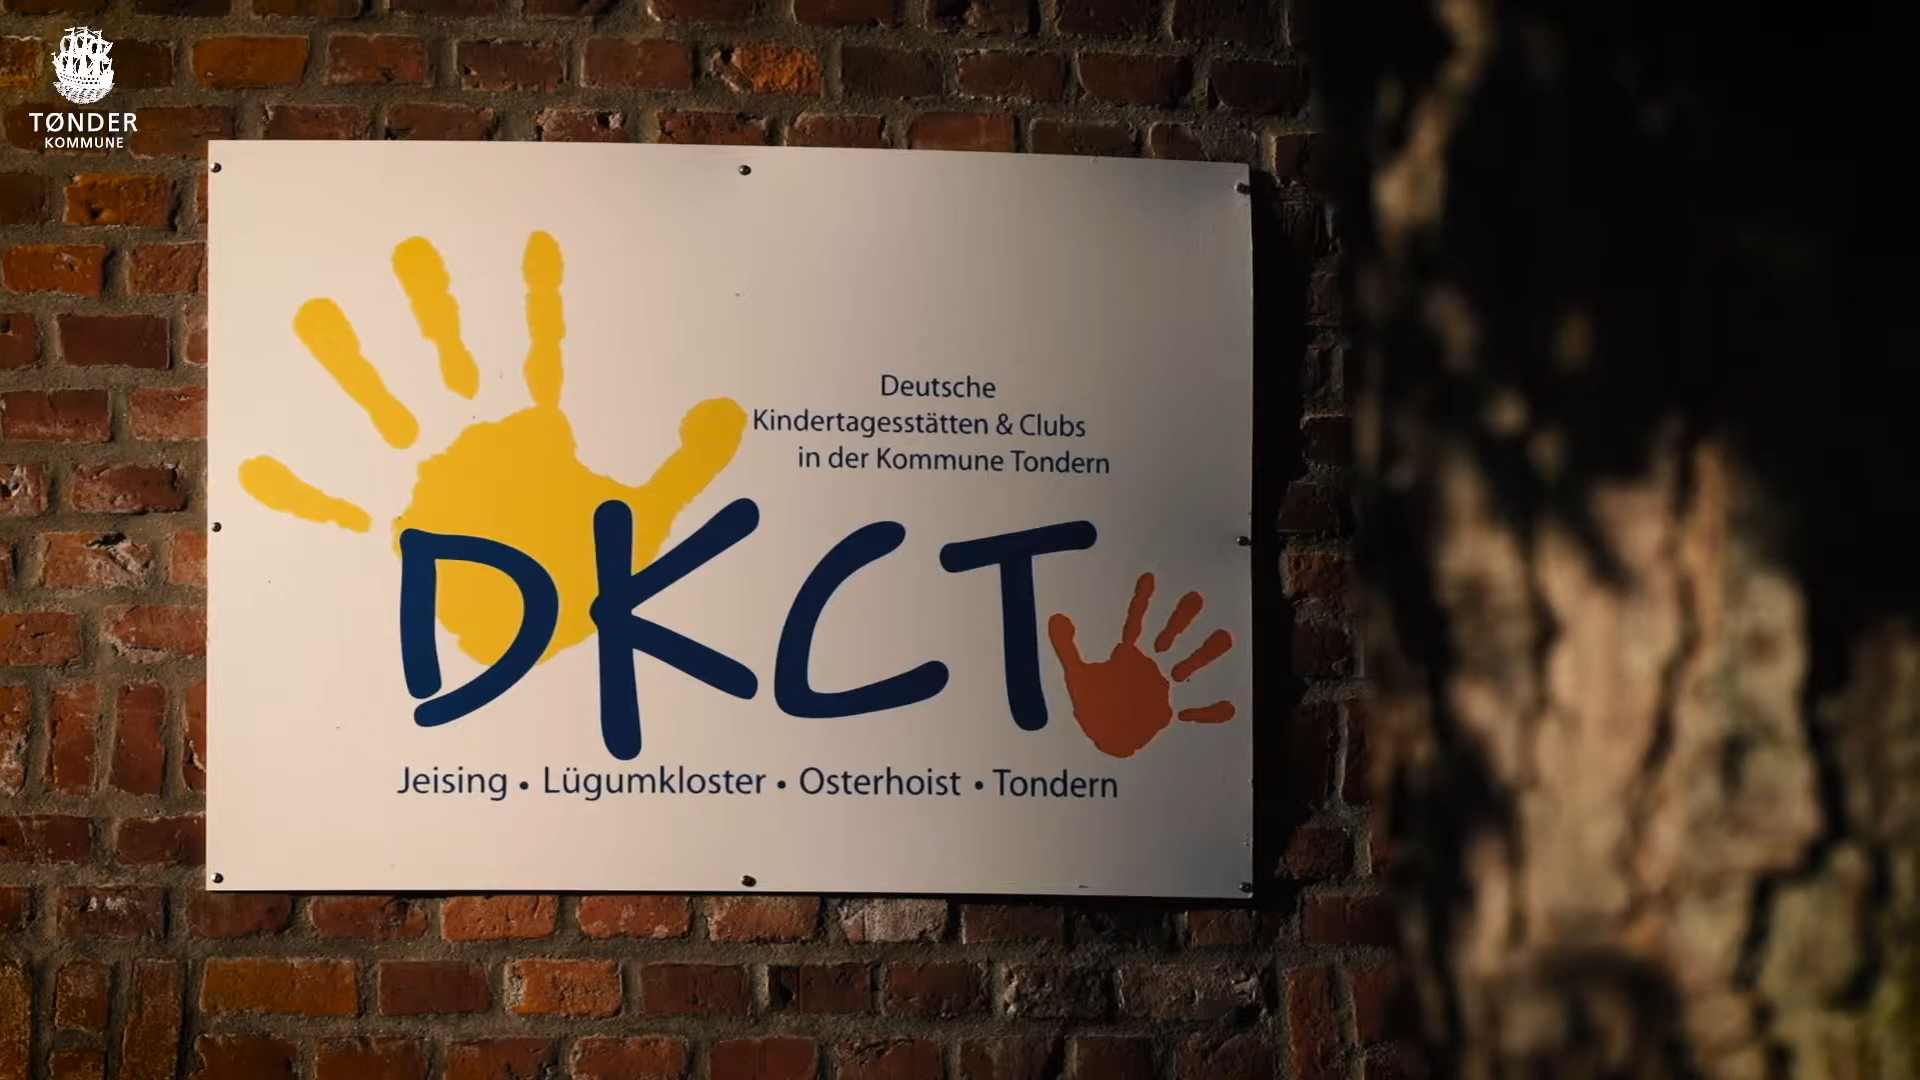 TØNDER
KOMMUNE
Deutsche
Kindertagesstätten & Clubs
in der Kommune Tondern
DKCT
Jeising • Lügumkloster • Osterhoist • Tondern